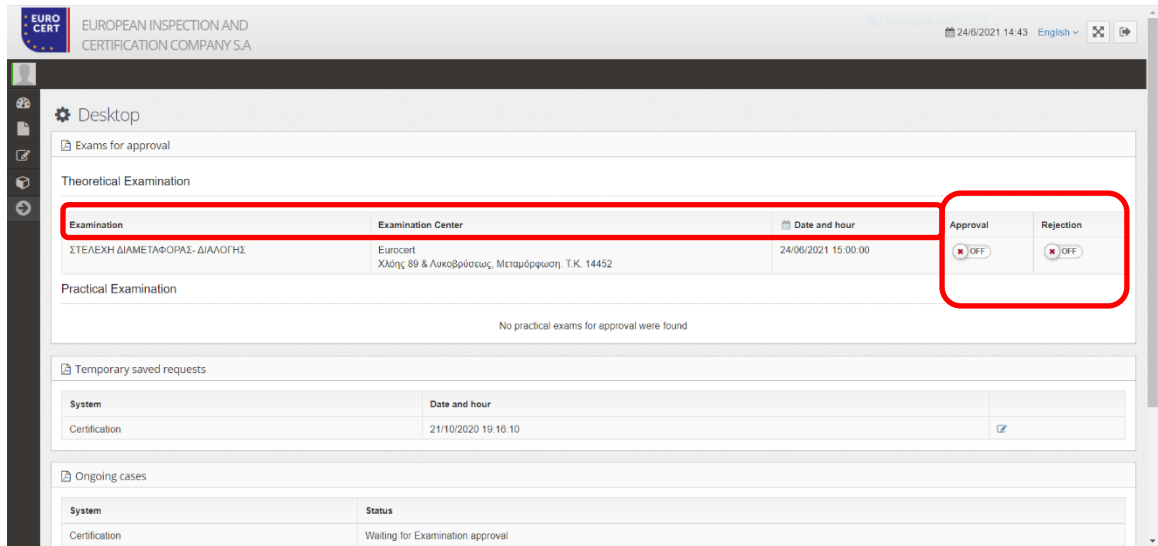 EURO
CERT
EUROPEAN INSPECTION AND
CERTIFICATION COMPANY S.A
24/6/2021 14:43 English
Desktop
Exams for approval
Theoretical Examination
Examination Examination Center Date and hour Approval Rejection
ΣΤΕΛΕΧΗ ΔΙΑΜΕΤΑΦΟΡΑΣ- ΔΙΑΛΟΓΗΣ Eurocert 24/06/2021 15:00:00 OFF OFF
Χλόης 89 & Λυκοβρύσεως, Μεταμόρφωση. Τ.Κ. 14452
Practical Examination
No practical exams for approval were found
Temporary saved requests
System Date and hour
Certification 21/10/2020 19:16:10
Ongoing cases
System Status
Certification Waiting for Examination approval